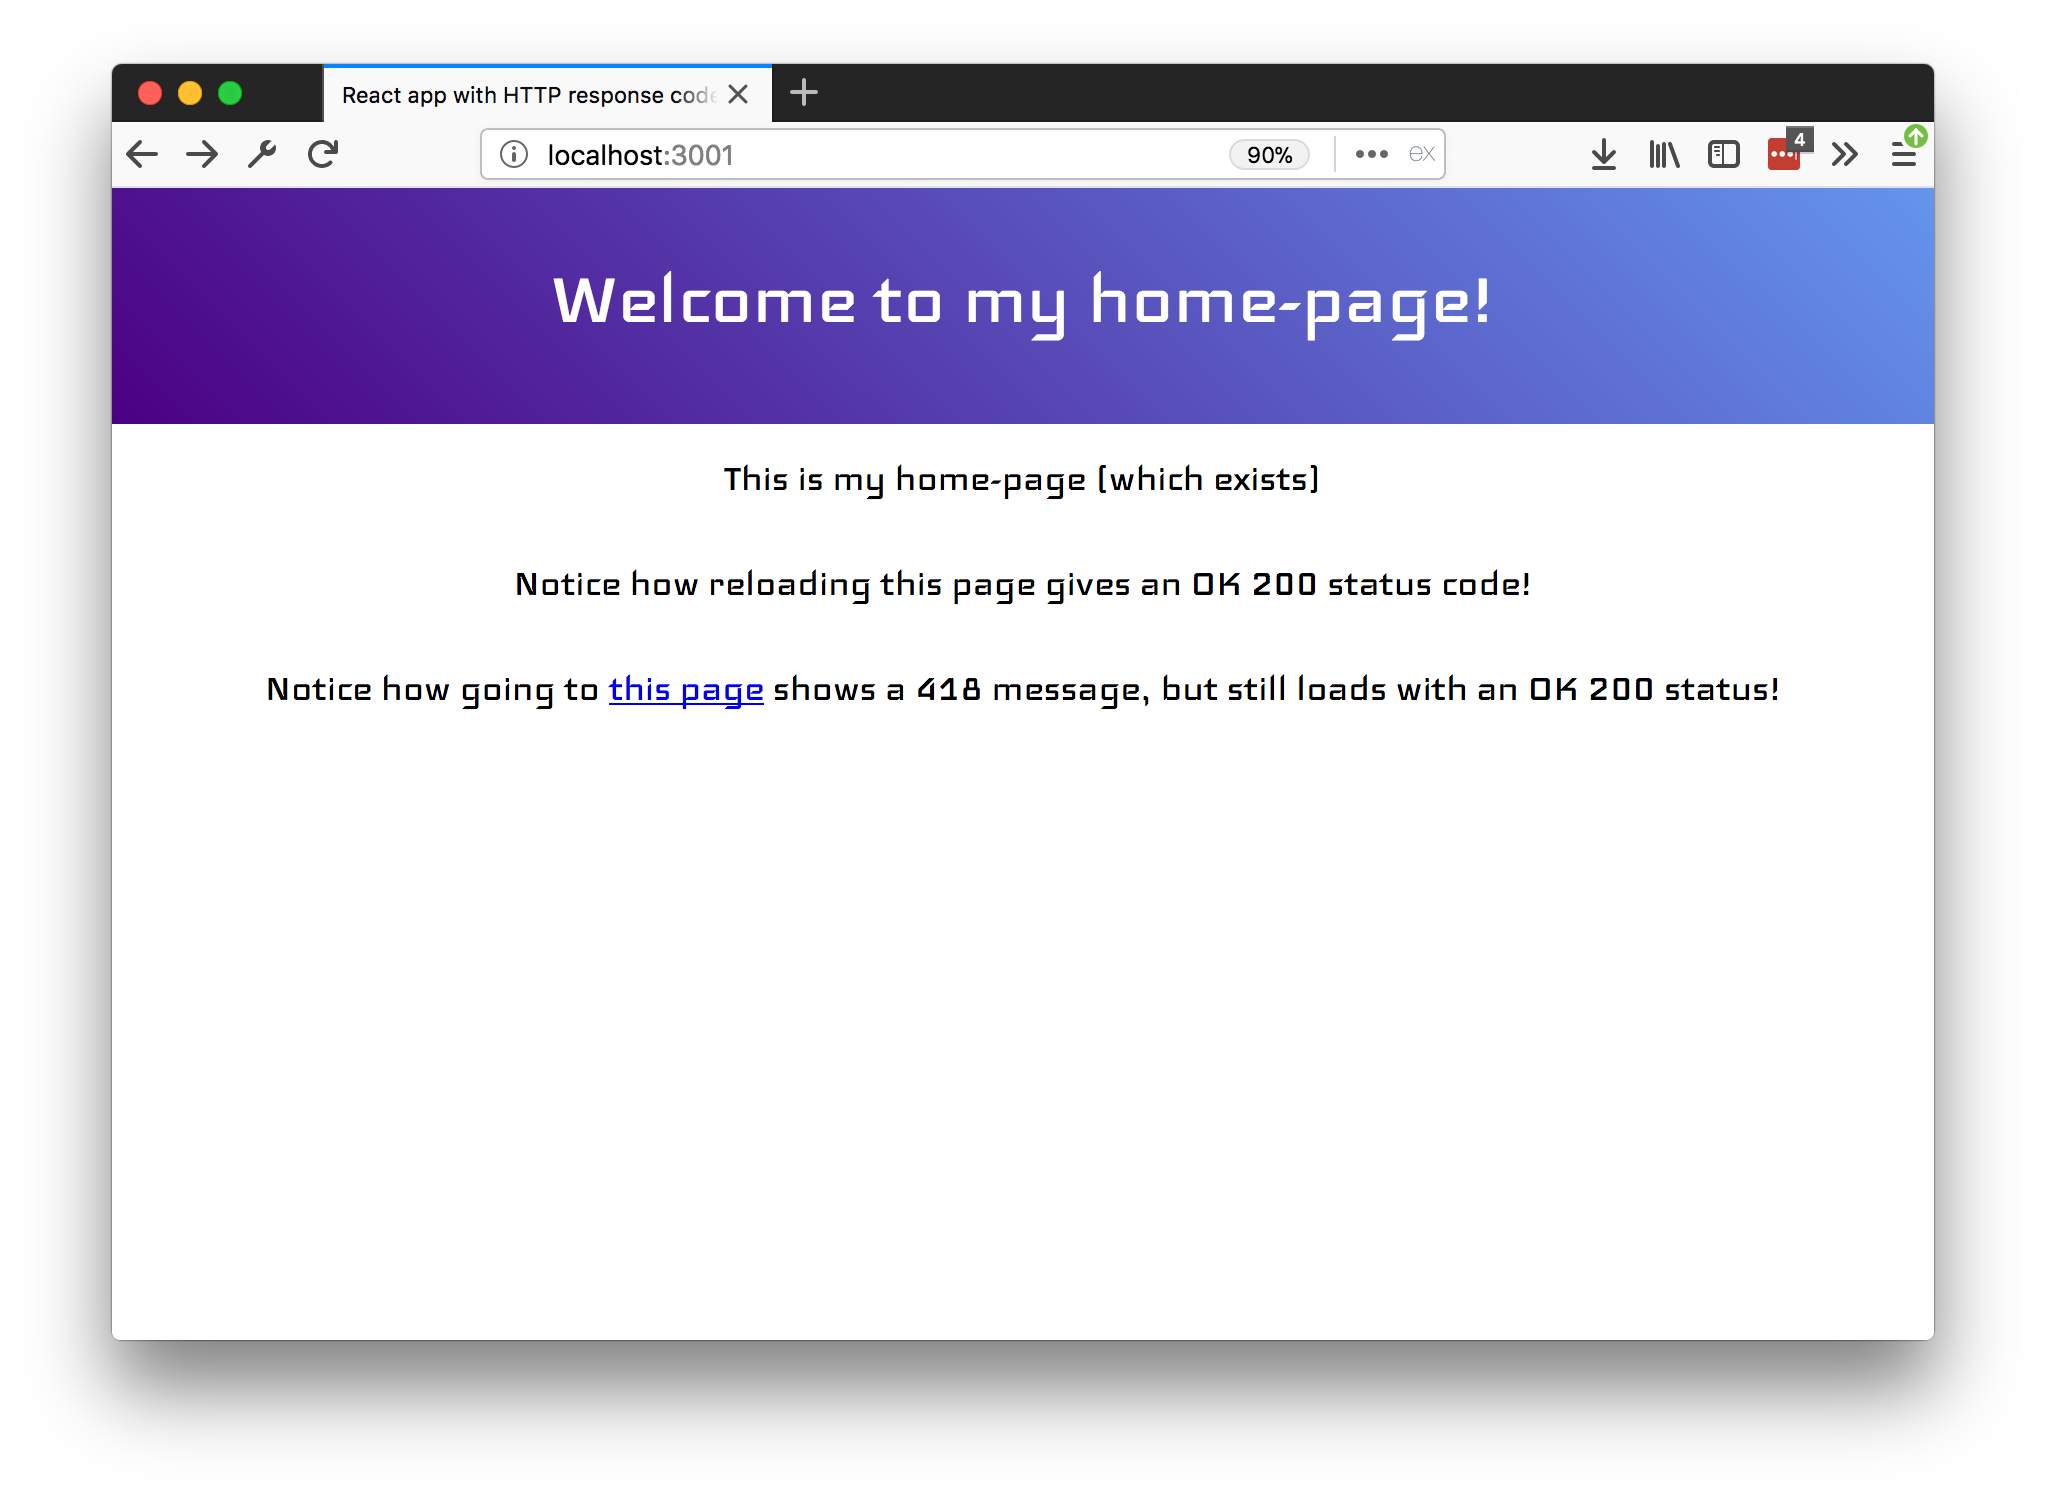 React app with HTTP response code
localhost:3001
90%
4
Welcome to my home-page!
This is my home-page (which exists)
Notice how reloading this page gives an OK 200 status code!
Notice how going to this page shows a 418 message, but still loads with an OK 200 status!